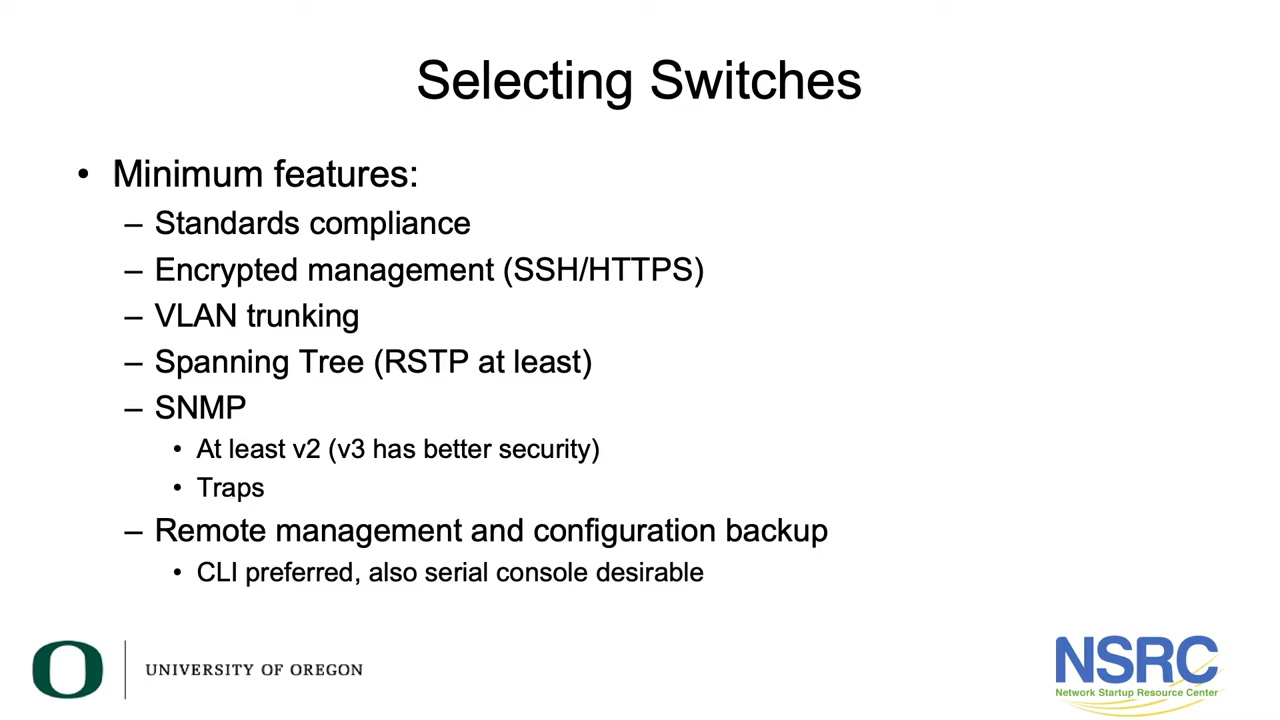 Selecting Switches
• Minimum features:
– Standards compliance
– Encrypted management (SSH/HTTPS)
– VLAN trunking
– Spanning Tree (RSTP at least)
– SNMP
• At least v2 (v3 has better security)
• Traps
– Remote management and configuration backup
• CLI preferred, also serial console desirable
O
UNIVERSITY OF OREGON
NSRC
Network Startup Resource Center